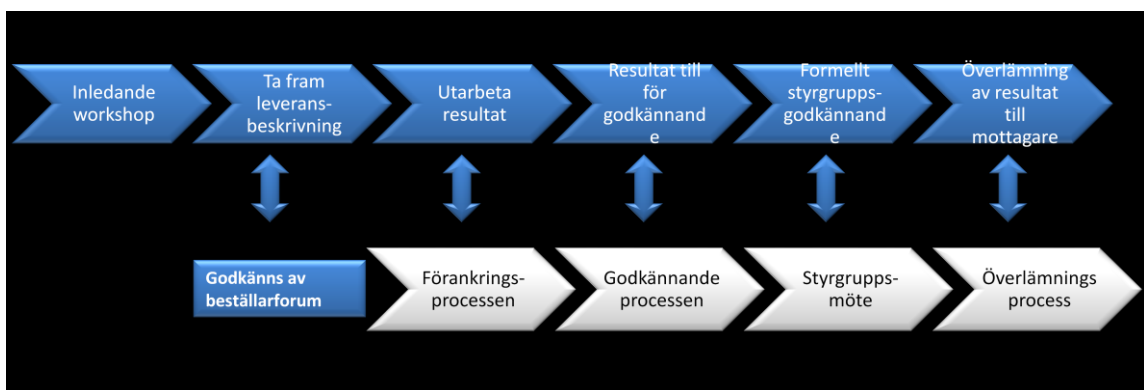 Inledande
workshop
Ta fram
leverans-
beskrivning
Utarbeta
resultat
Resultat till
för
godkännand
e
Formellt
styrgrupps-
godkännand
e
Överlämning
av resultat
till
mottagare
Godkänns av
beställarforum
Förankrings-
processen
Godkännande
processen
Styrgrupps-
möte
Överlämnings
process